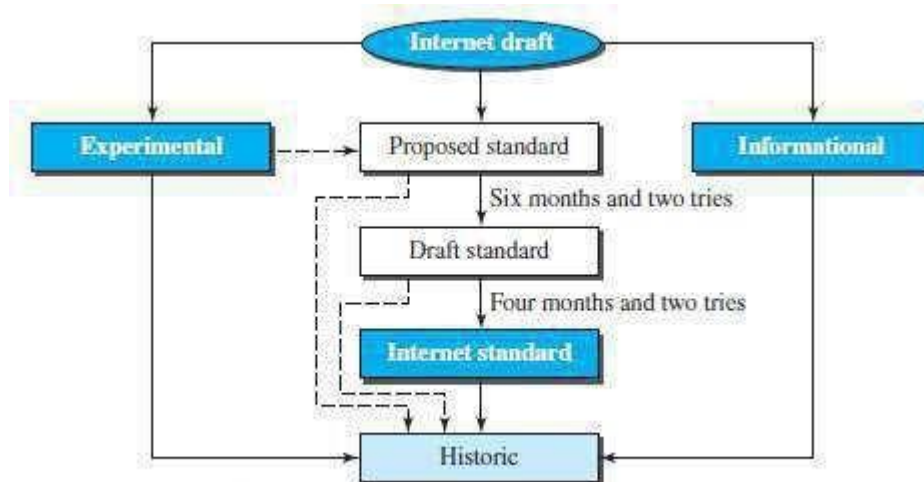 Internet draft
Experimental
Proposed standard
Informational
Six months and two tries
Draft standard
Four months and two tries
Internet standard
Historic